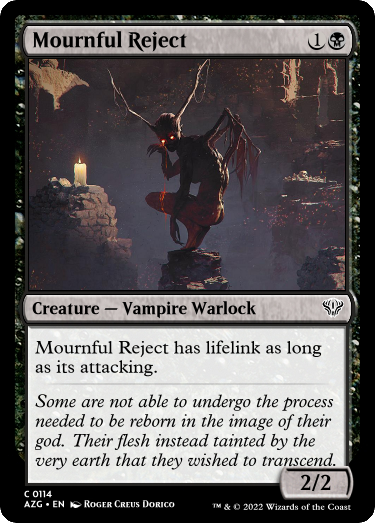 Mournful Reject 1
Creature — Vampire Warlock
Mournful Reject has lifelink as long
as its attacking.
Some are not able to undergo the process
needed to be reborn in the image of their
god. Their flesh instead tainted by the
very earth that they wished to transcend.
2/2
C 0114
AZG • EN Roger Creus Dorico
™ & © 2022 Wizards of the Coast